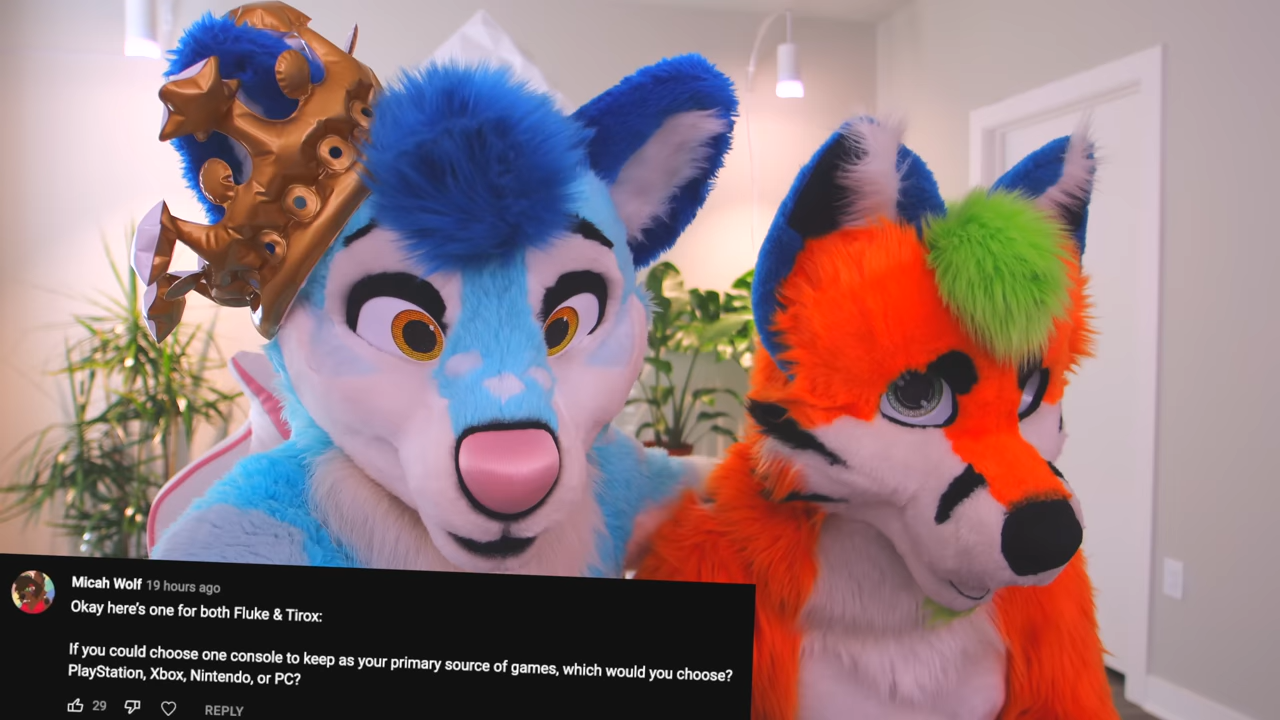 Micah Wolf 19 hours ago
Okay here's one for both Fluke & Tirox:
If you could choose one console to keep as your primary source of games, which would you choose?
PlayStation, Xbox, Nintendo, or PC?
29 REPLY